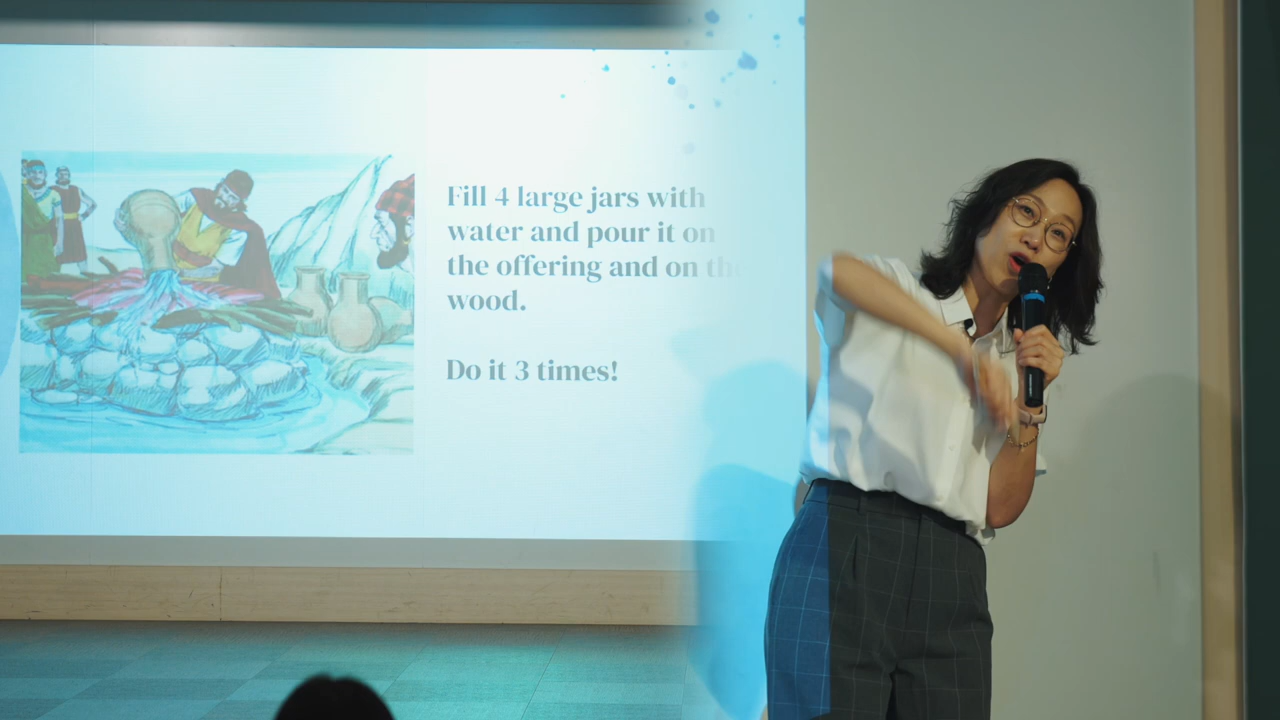 Fill 4 large jars with
water and pour it on
the offering and on the
wood.
Do it 3 times!